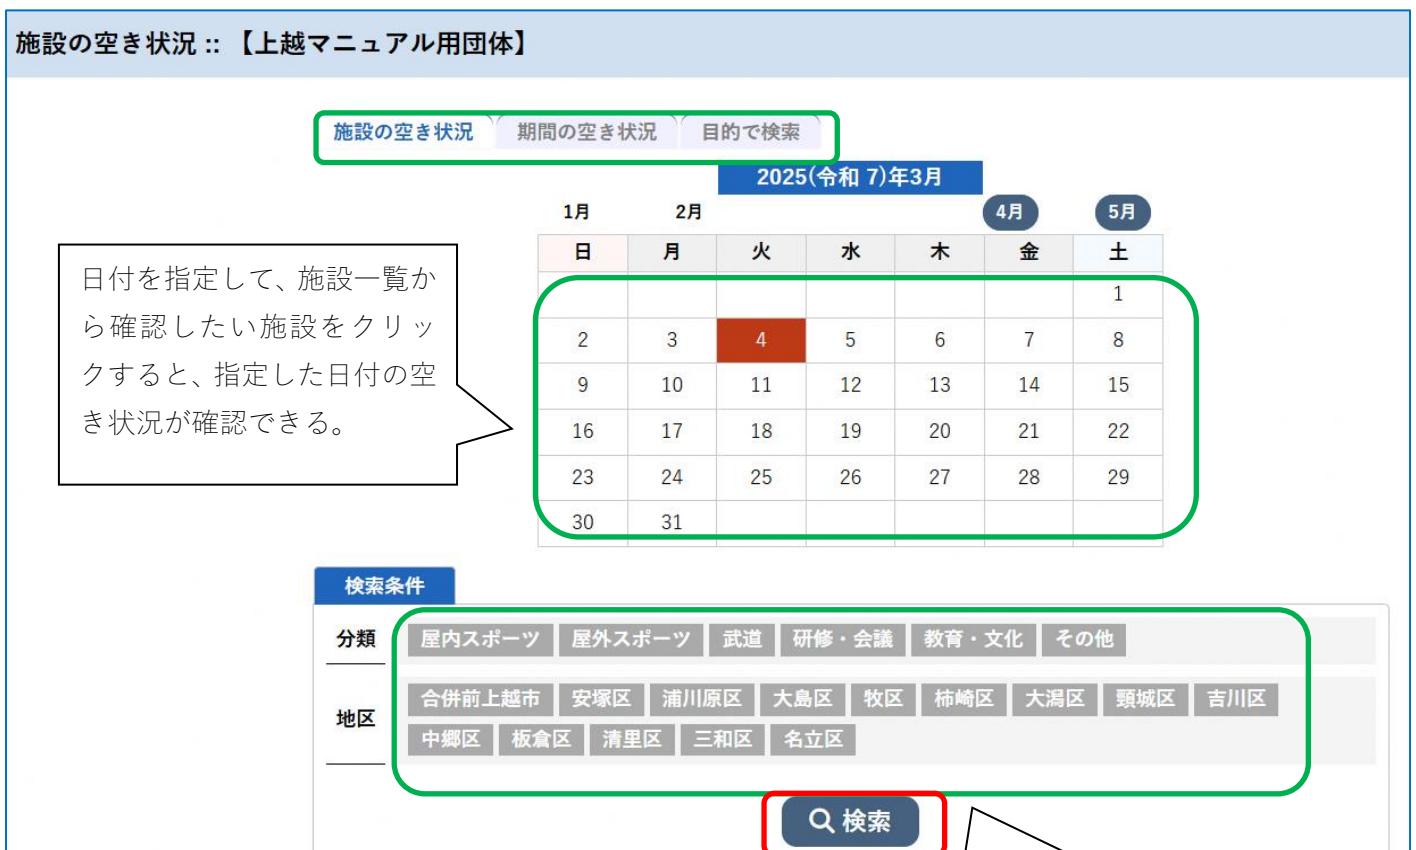 施設の空き状況 :: 【上越マニュアル用団体】
施設の空き状況 期間の空き状況 目的で検索
2025(令和 7)年3月
1月 2月 4月 5月
日 月 火 水 木 金 土
1
2 3 4 5 6 7 8
9 10 11 12 13 14 15
16 17 18 19 20 21 22
23 24 25 26 27 28 29
30 31
日付を指定して、施設一覧か
ら確認したい施設をクリッ
クすると、指定した日付の空
き状況が確認できる。
検索条件
分類 屋内スポーツ 屋外スポーツ 武道 研修・会議 教育・文化 その他
地区 合併前上越市 安塚区 浦川原区 大島区 牧区 柿崎区 大潟区 頸城区 吉川区
中郷区 板倉区 清里区 三和区 名立区
検索